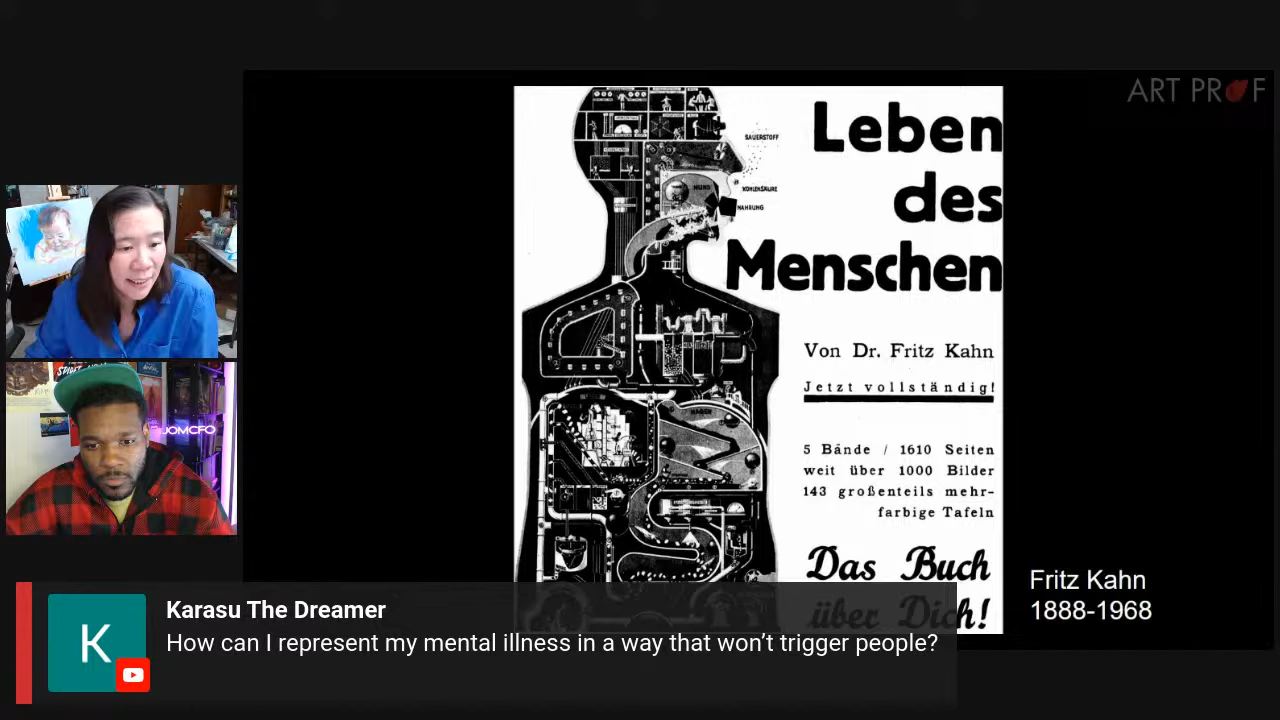 ART PROF
Leben
des
Menschen
SAUERSTOFF
KOHLENSÄURE
NAHRUNG
MUND
MAGEN
Von Dr. Fritz Kahn
Jetzt vollständig!
5 Bände / 1610 Seiten
weit über 1000 Bilder
143 großenteils mehr-
farbige Tafeln
Das Buch
über Dich!
Fritz Kahn
1888-1968
JOMCFO
K
Karasu The Dreamer
How can I represent my mental illness in a way that won’t trigger people?